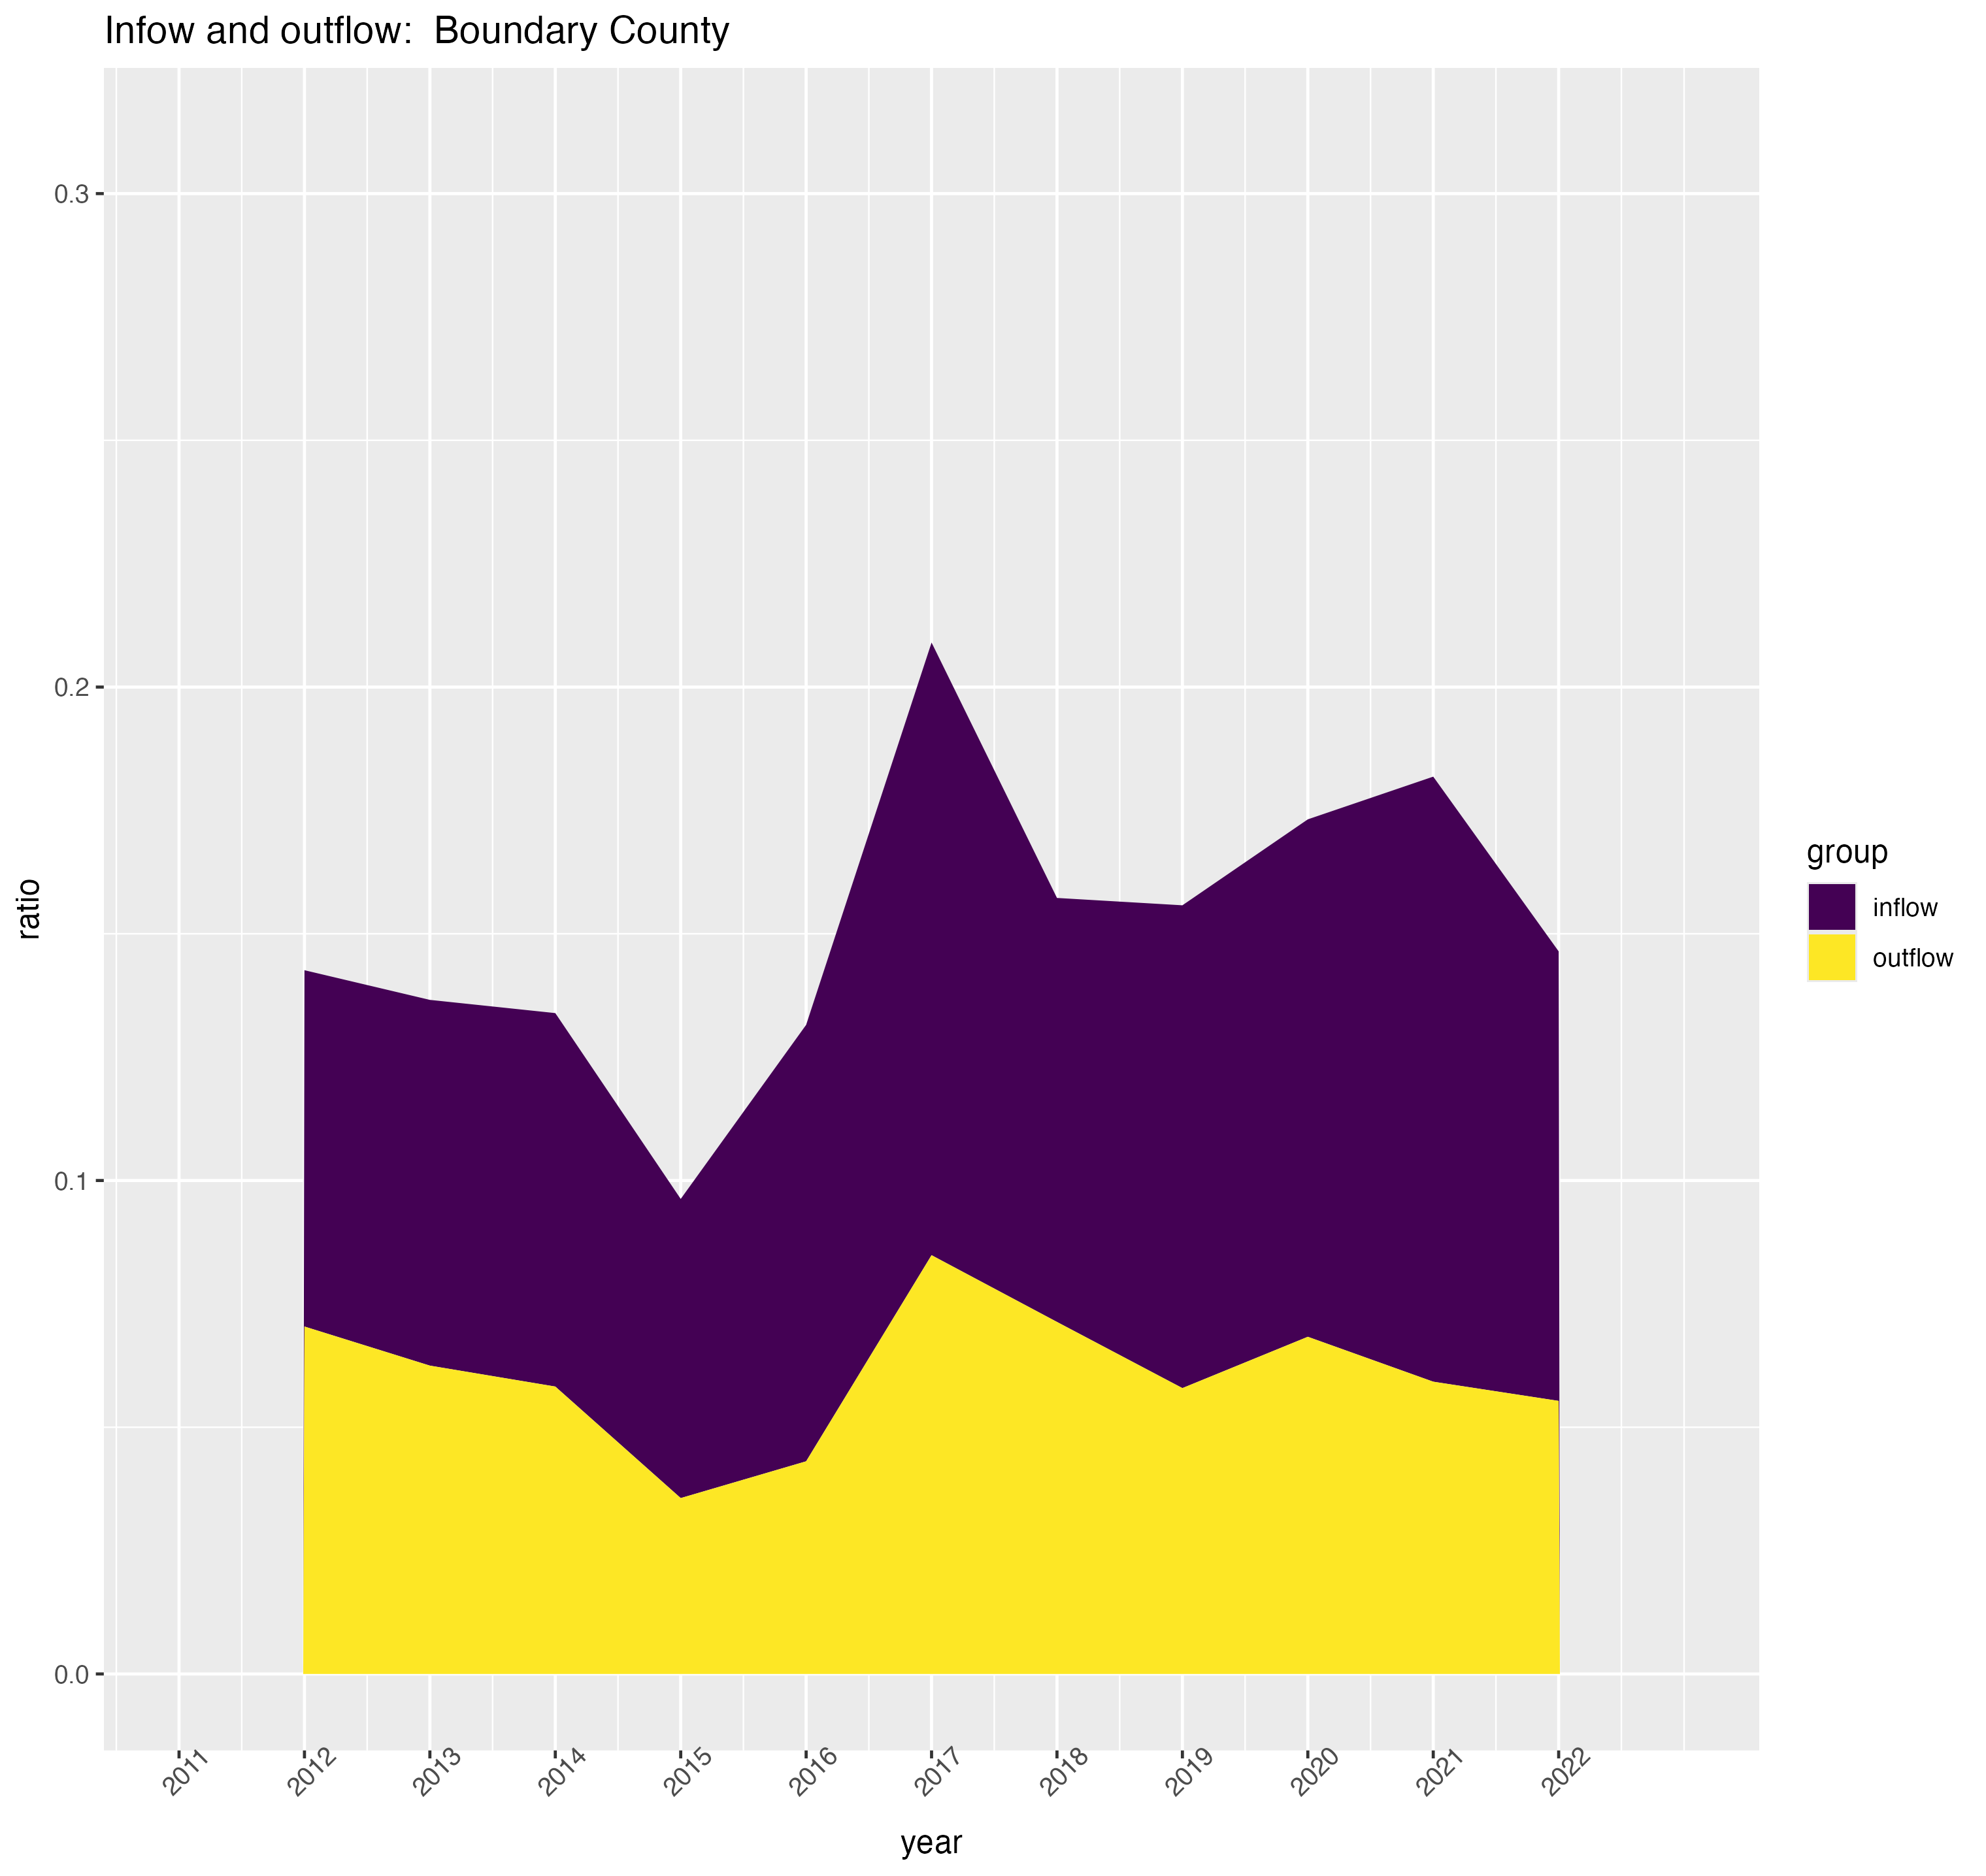 Infow and outflow:  Boundary County
0.3
0.2
0.1
0.0
ratio
2011 2012 2013 2014 2015 2016 2017 2018 2019 2020 2021 2022
year
group
inflow
outflow